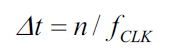 Δt = n / f_CLK